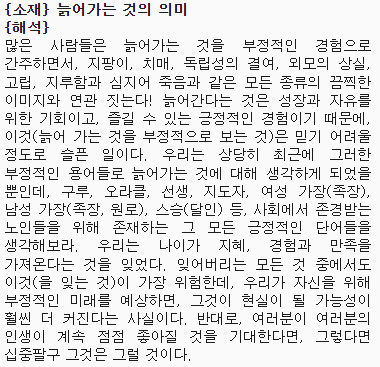 {소재} 늙어가는 것의 의미
{해석}
많은 사람들은 늙어가는 것을 부정적인 경험으로
간주하면서, 지팡이, 치매, 독립성의 결여, 외모의 상실,
고립, 지루함과 심지어 죽음과 같은 모든 종류의 끔찍한
이미지와 연관 짓는다! 늙어간다는 것은 성장과 자유를
위한 기회이고, 즐길 수 있는 긍정적인 경험이기 때문에,
이것(늙어 가는 것을 부정적으로 보는 것)은 믿기 어려울
정도로 슬픈 일이다. 우리는 상당히 최근에 그러한
부정적인 용어들로 늙어가는 것에 대해 생각하게 되었을
뿐인데, 구루, 오라클, 선생, 지도자, 여성 가장(족장),
남성 가장(족장, 원로), 스승(달인) 등, 사회에서 존경받는
노인들을 위해 존재하는 그 모든 긍정적인 단어들을
생각해보라. 우리는 나이가 지혜, 경험과 만족을
가져온다는 것을 잊었다. 잊어버리는 모든 것 중에서도
이것(을 잊는 것)이 가장 위험한데, 우리가 자신을 위해
부정적인 미래를 예상하면, 그것이 현실이 될 가능성이
훨씬 더 커진다는 사실이다. 반대로, 여러분이 여러분의
인생이 계속 점점 좋아질 것을 기대한다면, 그렇다면
십중팔구 그것은 그럴 것이다.